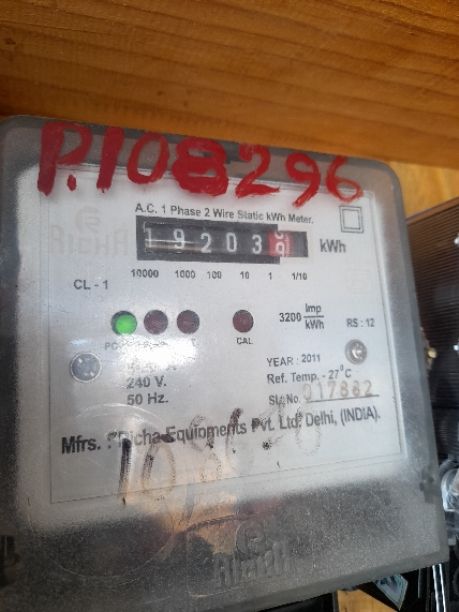 P.108296
A.C. 1 Phase 2 Wire Static kWh Meter.
19203 kWh
CL - 1 10000 1000 100 10 1 1/10
3200 imp/kWh RS : 12
CAL
YEAR : 2011
240 V. Ref. Temp. - 27°C
50 Hz. SL. No. 017882
Mfrs. Equipments Pvt. Ltd. Delhi, (INDIA).